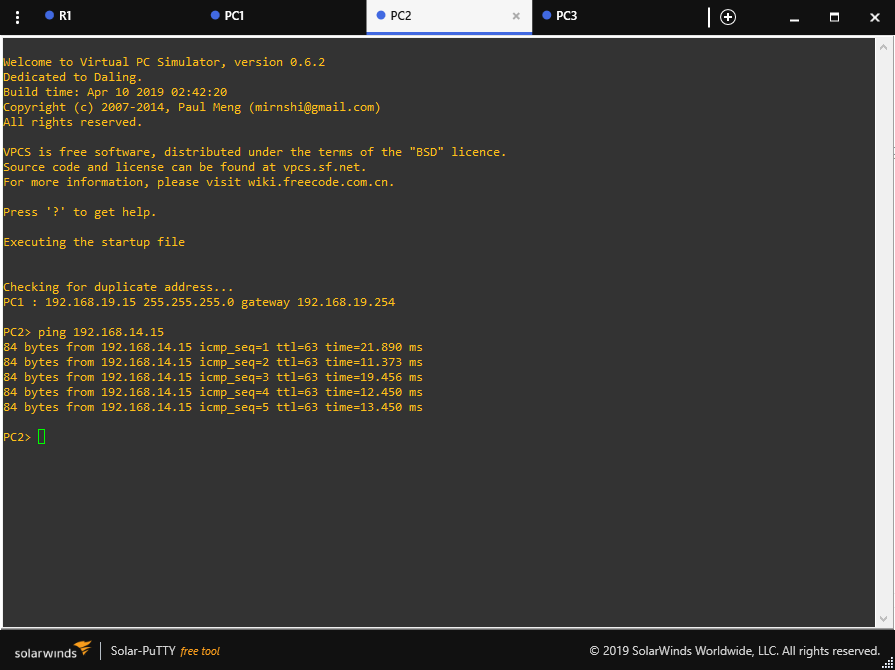 R1
PC1
PC2
PC3
Welcome to Virtual PC Simulator, version 0.6.2
Dedicated to Daling.
Build time: Apr 10 2019 02:42:20
Copyright (c) 2007-2014, Paul Meng (mirnshi@gmail.com)
All rights reserved.
VPCS is free software, distributed under the terms of the "BSD" licence.
Source code and license can be found at vpcs.sf.net.
For more information, please visit wiki.freecode.com.cn.
Press '?' to get help.
Executing the startup file
Checking for duplicate address...
PC1 : 192.168.19.15 255.255.255.0 gateway 192.168.19.254
PC2> ping 192.168.14.15
84 bytes from 192.168.14.15 icmp_seq=1 ttl=63 time=21.890 ms
84 bytes from 192.168.14.15 icmp_seq=2 ttl=63 time=11.373 ms
84 bytes from 192.168.14.15 icmp_seq=3 ttl=63 time=19.456 ms
84 bytes from 192.168.14.15 icmp_seq=4 ttl=63 time=12.450 ms
84 bytes from 192.168.14.15 icmp_seq=5 ttl=63 time=13.450 ms
PC2>
solarwinds Solar-PuTTY free tool
© 2019 SolarWinds Worldwide, LLC. All rights reserved.